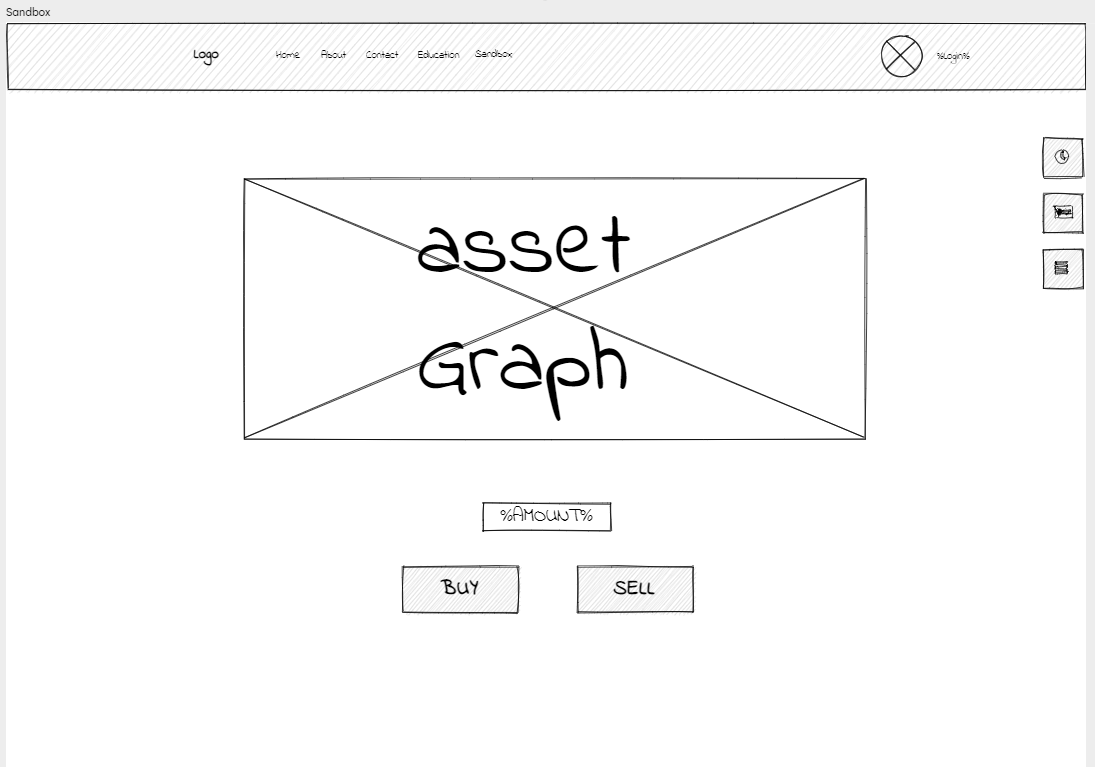 Sandbox
Logo Home About Contact Education Sandbox %Login%
asset
Graph
%AMOUNT%
BUY SELL